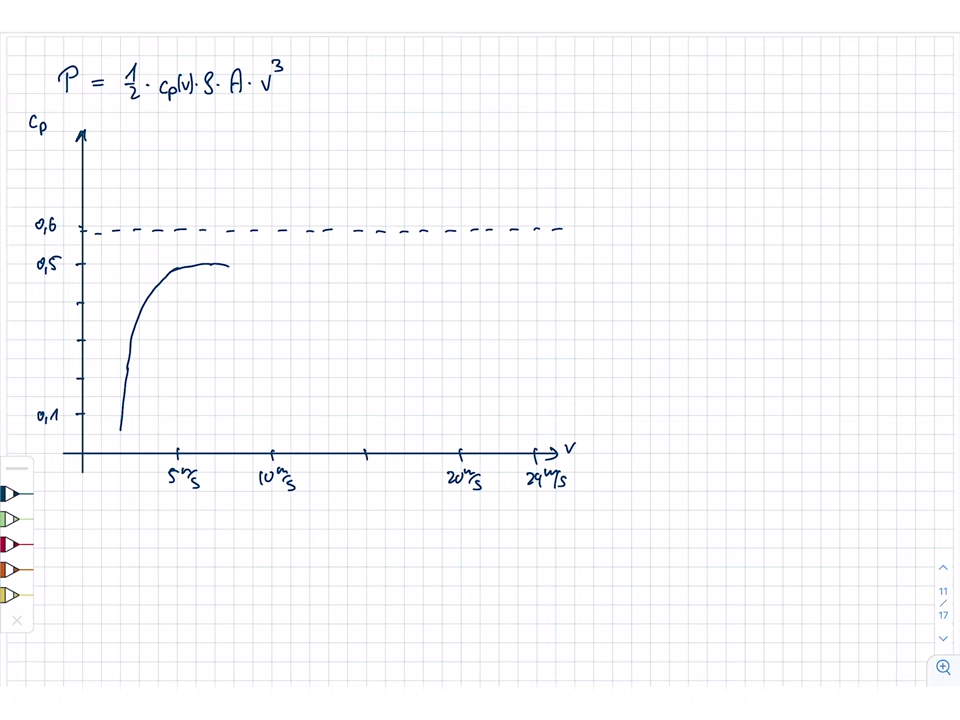 P = 1/2 · cp(v) · ρ · A · v³
cp
0,6
0,5
0,1
v
5 m/s 10 m/s 20 m/s 24 m/s
11
/
17